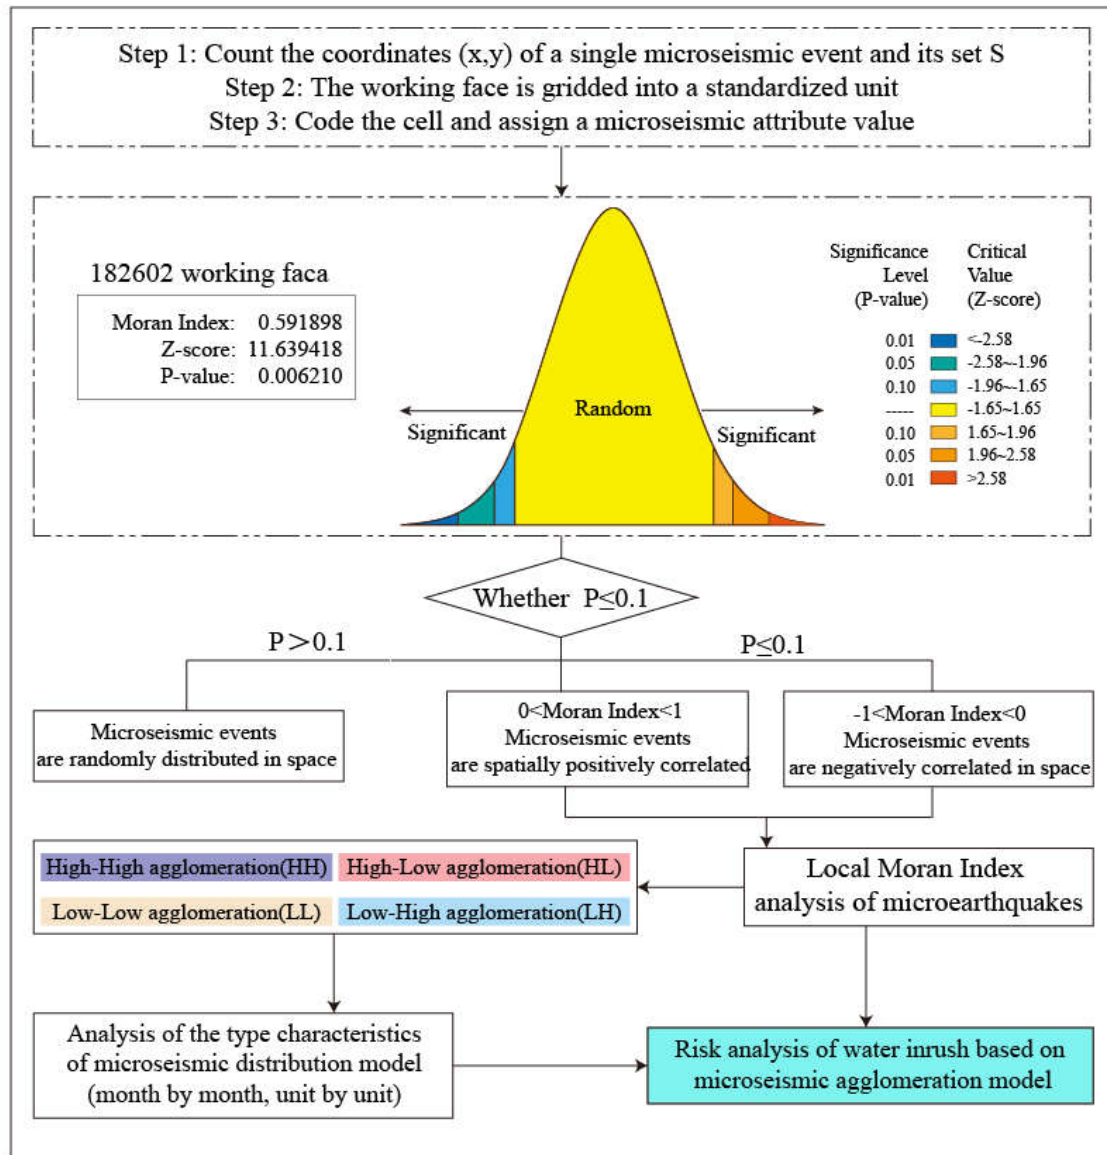 Step 1: Count the coordinates (x,y) of a single microseismic event and its set S
Step 2: The working face is gridded into a standardized unit
Step 3: Code the cell and assign a microseismic attribute value
182602 working faca
Moran Index: 0.591898
Z-score: 11.639418
P-value: 0.006210
Significant
Random
Significant
Significance Level (P-value)
Critical Value (Z-score)
0.01 <-2.58
0.05 -2.58~-1.96
0.10 -1.96~-1.65
----- -1.65~1.65
0.10 1.65~1.96
0.05 1.96~2.58
0.01 >2.58
Whether P≤0.1
P>0.1
P≤0.1
Microseismic events
are randomly distributed in space
0<Moran Index<1
Microseismic events
are spatially positively correlated
-1<Moran Index<0
Microseismic events
are negatively correlated in space
High-High agglomeration(HH)
High-Low agglomeration(HL)
Low-Low agglomeration(LL)
Low-High agglomeration(LH)
Local Moran Index
analysis of microearthquakes
Analysis of the type characteristics
of microseismic distribution model
(month by month, unit by unit)
Risk analysis of water inrush based on
microseismic agglomeration model